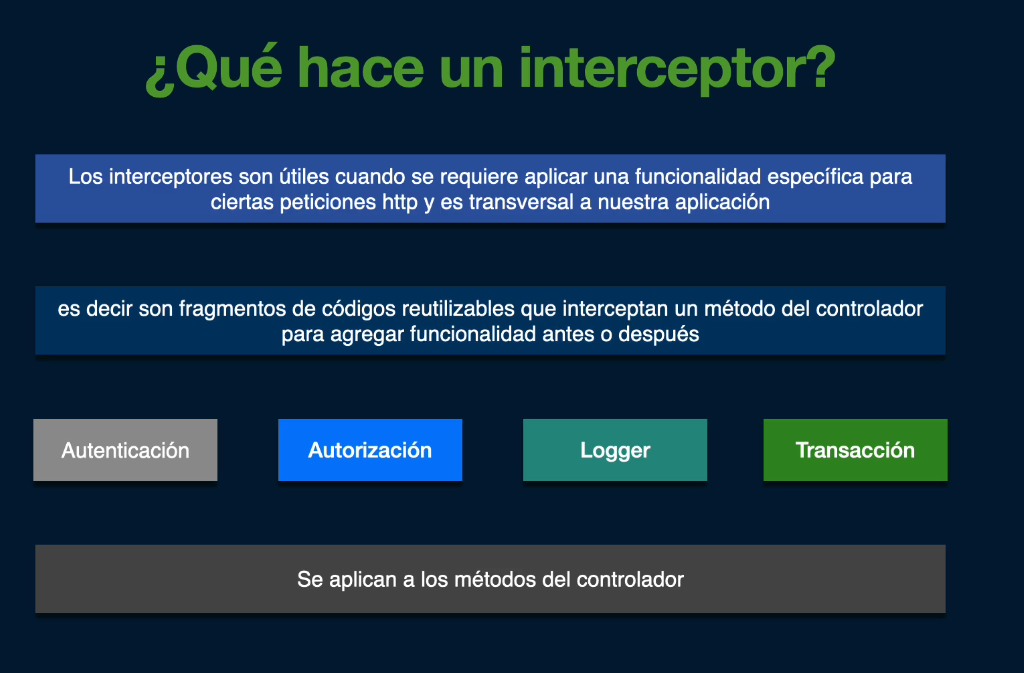 ¿Qué hace un interceptor?
Los interceptores son útiles cuando se requiere aplicar una funcionalidad específica para
ciertas peticiones http y es transversal a nuestra aplicación
es decir son fragmentos de códigos reutilizables que interceptan un método del controlador
para agregar funcionalidad antes o después
Autenticación
Autorización
Logger
Transacción
Se aplican a los métodos del controlador